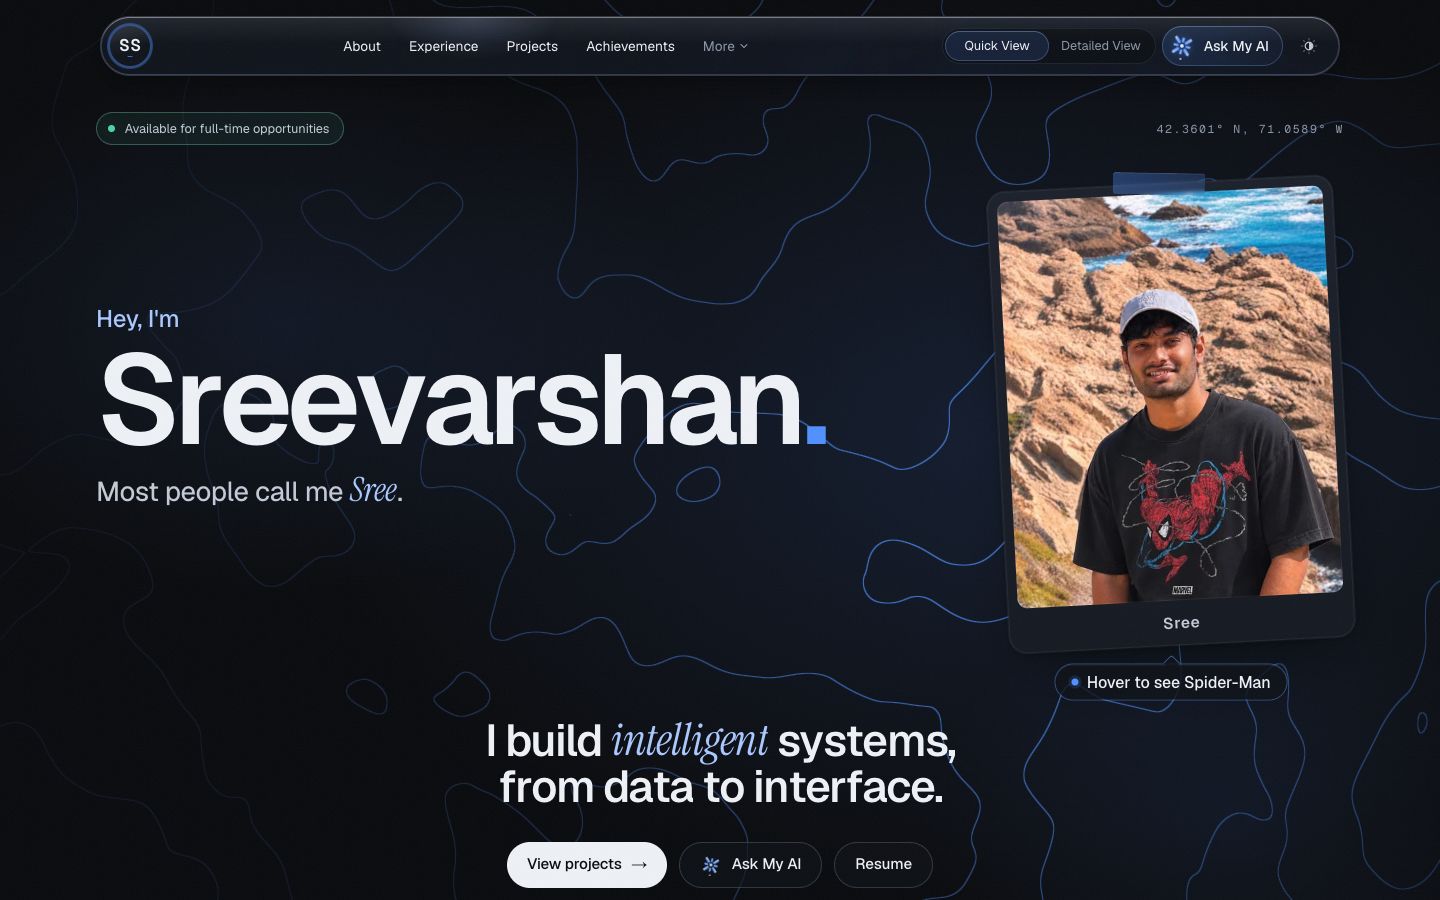 SS
About
Experience
Projects
Achievements
More
Quick View
Detailed View
Ask My AI
Available for full-time opportunities
42.3601° N, 71.0589° W
Hey, I'm
Sreevarshan.
Most people call me Sree.
MARVEL
Sree
Hover to see Spider-Man
I build intelligent systems,
from data to interface.
View projects →
Ask My AI
Resume